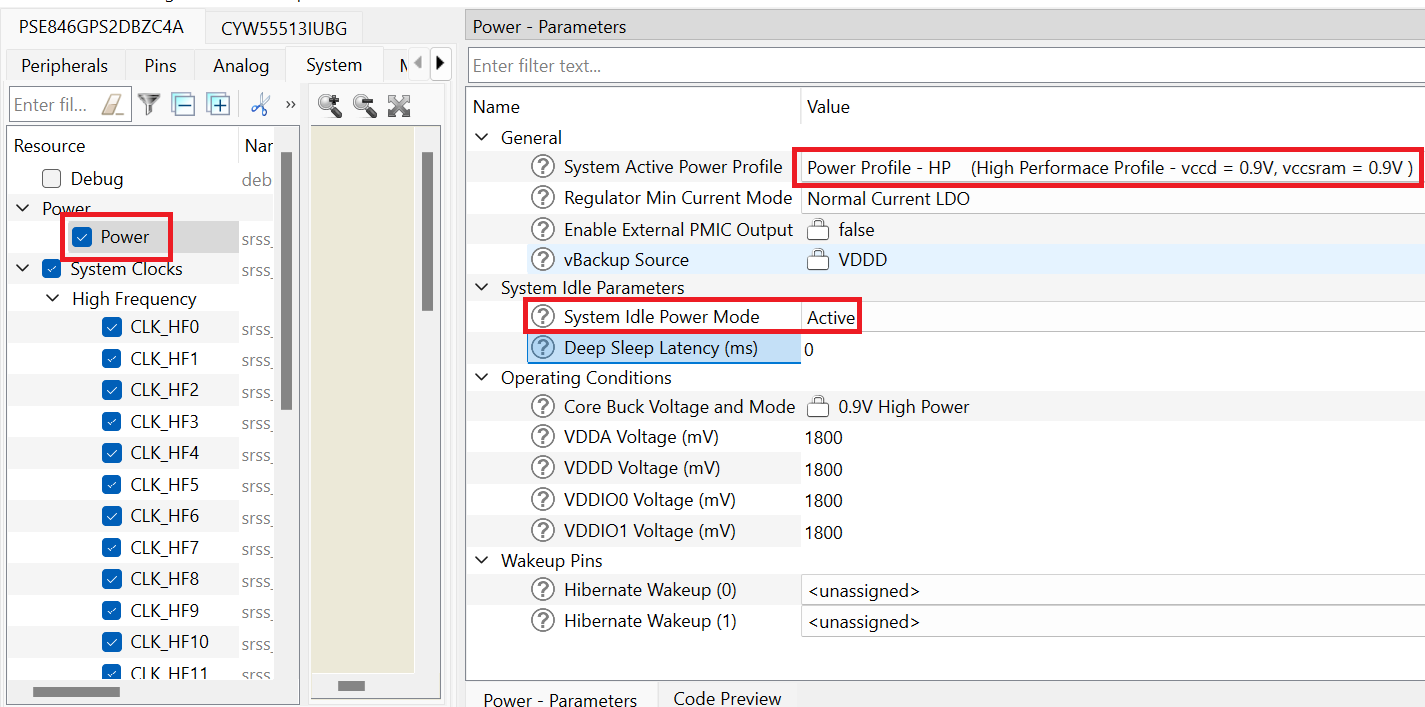 PSE846GPS2DBZC4A
CYW55513IUBG
Peripherals
Pins
Analog
System
Enter fil...
»
Resource
Nar
Debug
deb
Power
Power
srss_
System Clocks
srss_
High Frequency
CLK_HF0
srss_
CLK_HF1
srss_
CLK_HF2
srss_
CLK_HF3
srss_
CLK_HF4
srss_
CLK_HF5
srss_
CLK_HF6
srss_
CLK_HF7
srss_
CLK_HF8
srss_
CLK_HF9
srss_
CLK_HF10
srss_
CLK_HF11
srss_
Power - Parameters
Enter filter text...
Name
Value
General
? System Active Power Profile
Power Profile - HP (High Performace Profile - vccd = 0.9V, vccsram = 0.9V )
? Regulator Min Current Mode
Normal Current LDO
? Enable External PMIC Output
false
? vBackup Source
VDDD
System Idle Parameters
? System Idle Power Mode
Active
? Deep Sleep Latency (ms)
0
Operating Conditions
? Core Buck Voltage and Mode
0.9V High Power
? VDDA Voltage (mV)
1800
? VDDD Voltage (mV)
1800
? VDDIO0 Voltage (mV)
1800
? VDDIO1 Voltage (mV)
1800
Wakeup Pins
? Hibernate Wakeup (0)
<unassigned>
? Hibernate Wakeup (1)
<unassigned>
Power - Parameters
Code Preview